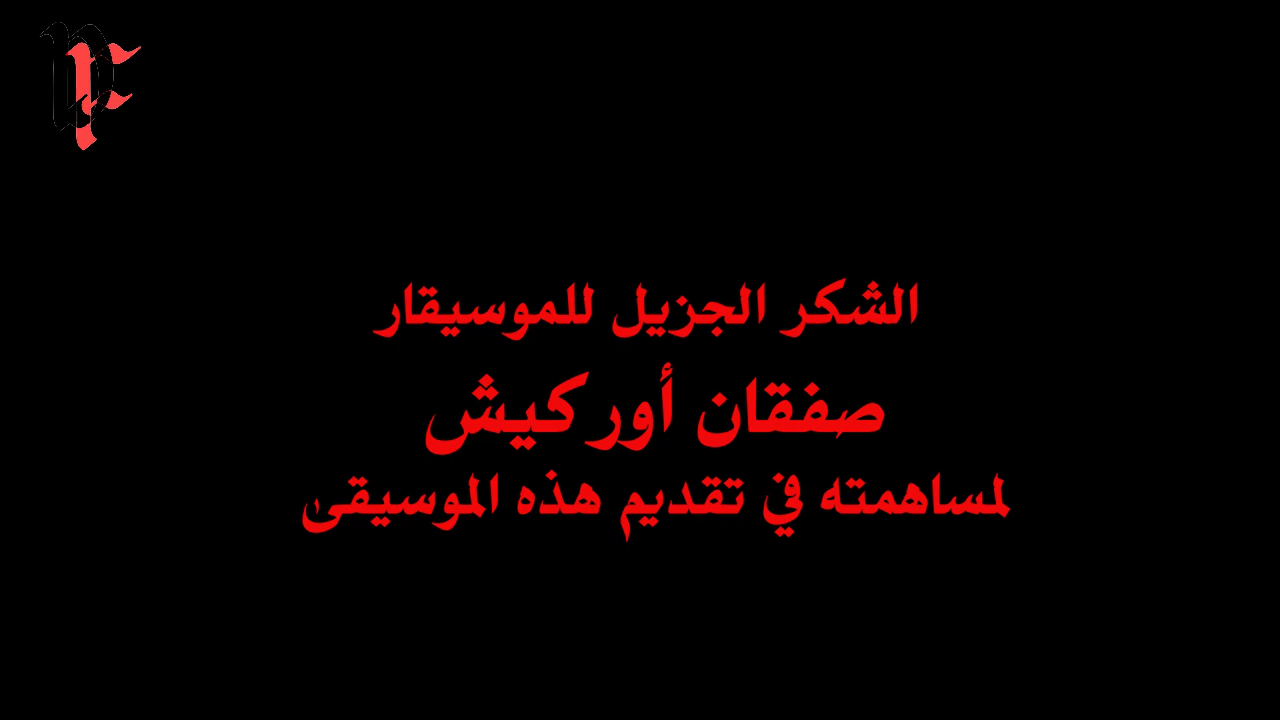 الشكر الجزيل للموسيقار
صفقان أوركيش
لمساهمته في تقديم هذه الموسيقى